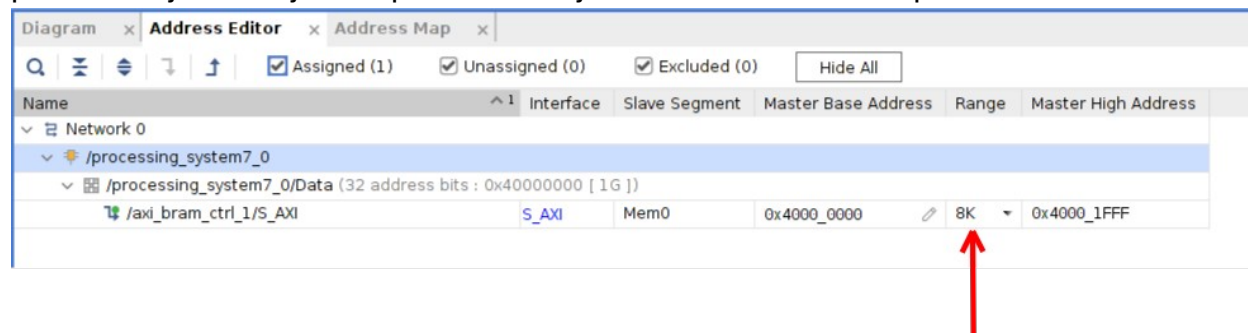 Diagram x Address Editor x Address Map x
Assigned (1) Unassigned (0) Excluded (0) Hide All
Name ^1 Interface Slave Segment Master Base Address Range Master High Address
Network 0
/processing_system7_0
/processing_system7_0/Data (32 address bits : 0x40000000 [ 1G ])
/axi_bram_ctrl_1/S_AXI S_AXI Mem0 0x4000_0000 8K 0x4000_1FFF